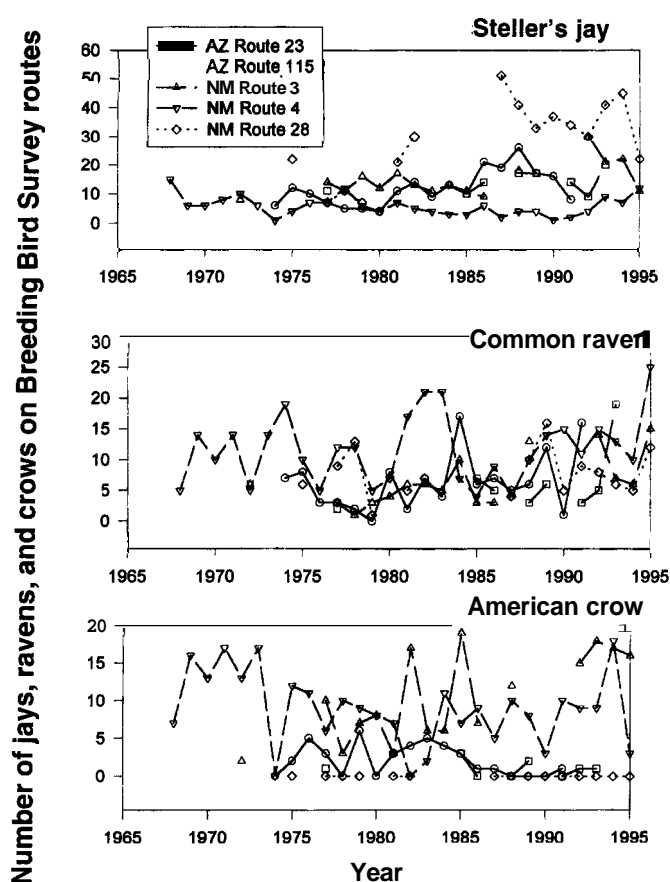 Number of jays, ravens, and crows on Breeding Bird Survey routes
Steller's jay
AZ Route 23
AZ Route 115
NM Route 3
NM Route 4
NM Route 28
60
50
40
30
20
10
0
1965 1970 1975 1980 1985 1990 1995
Common raven
30
25
20
15
10
5
0
1965 1970 1975 1980 1985 1990 1995
American crow
20
15
10
5
0
1965 1970 1975 1980 1985 1990 1995
Year